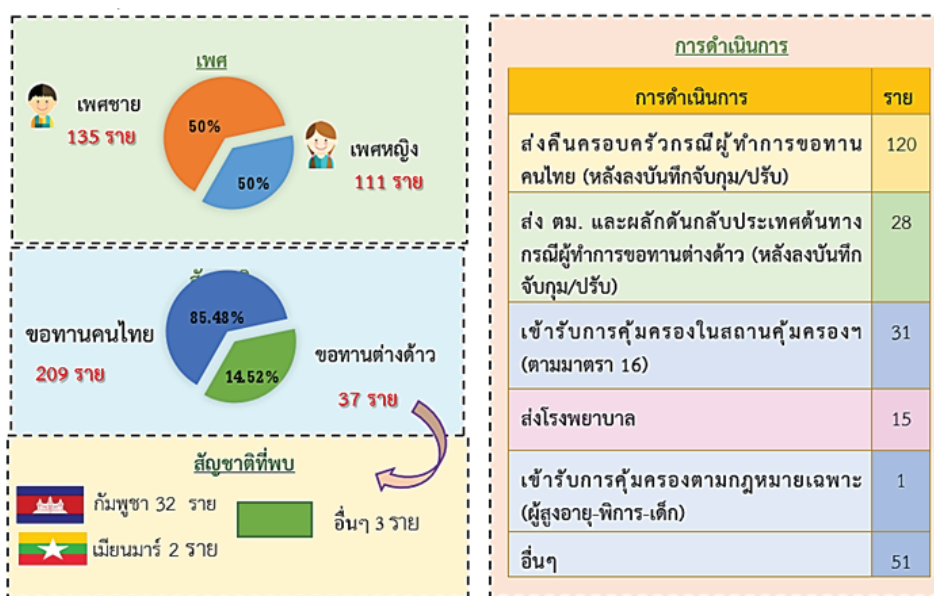 เพศ
เพศชาย
135 ราย
50%
50%
เพศหญิง
111 ราย
85.48%
14.52%
ขอทานคนไทย
209 ราย
ขอทานต่างด้าว
37 ราย
สัญชาติที่พบ
กัมพูชา 32 ราย
เมียนมาร์ 2 ราย
อื่นๆ 3 ราย
การดำเนินการ
การดำเนินการ ราย
ส่งคืนครอบครัวกรณีผู้ทำการขอทาน 120
คนไทย (หลังลงบันทึกจับกุม/ปรับ)
ส่ง ตม. และผลักดันกลับประเทศต้นทาง 28
กรณีผู้ทำการขอทานต่างด้าว (หลังลงบันทึก
จับกุม/ปรับ)
เข้ารับการคุ้มครองในสถานคุ้มครองฯ 31
(ตามมาตรา 16)
ส่งโรงพยาบาล 15
เข้ารับการคุ้มครองตามกฎหมายเฉพาะ 1
(ผู้สูงอายุ-พิการ-เด็ก)
อื่นๆ 51